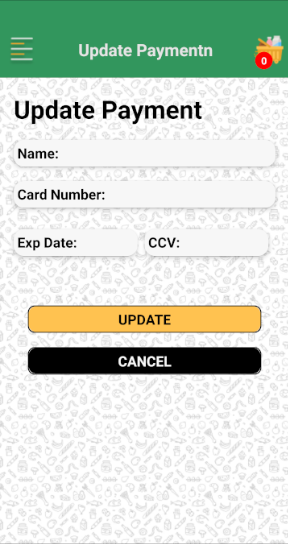 Update Paymentn
0
Update Payment
Name:
Card Number:
Exp Date: CCV:
UPDATE
CANCEL